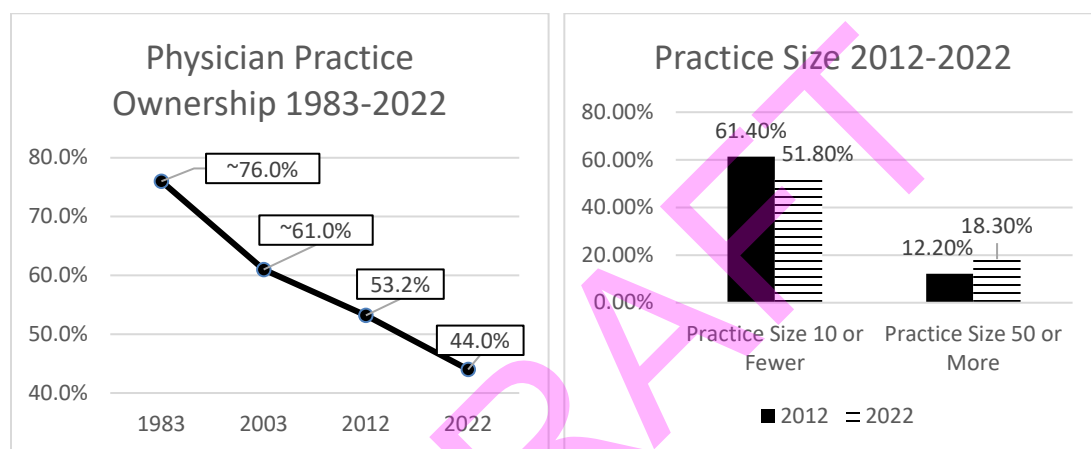 Physician Practice
Ownership 1983-2022
80.0%
70.0%
60.0%
50.0%
40.0%
~76.0%
~61.0%
53.2%
44.0%
1983 2003 2012 2022
Practice Size 2012-2022
80.00%
60.00%
40.00%
20.00%
0.00%
61.40%
51.80%
12.20%
18.30%
Practice Size 10 or
Fewer
Practice Size 50 or
More
2012 2022
DRAFT